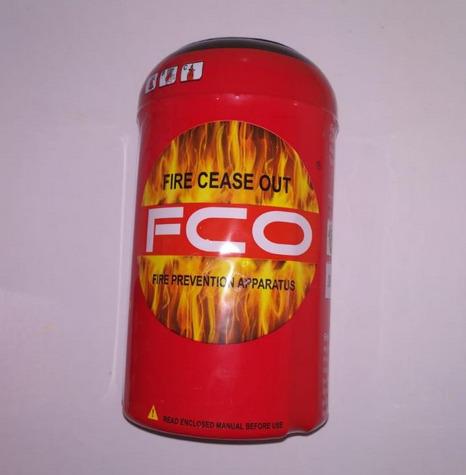 FIRE CEASE OUT
FCO
FIRE PREVENTION APPARATUS
READ ENCLOSED MANUAL BEFORE USE